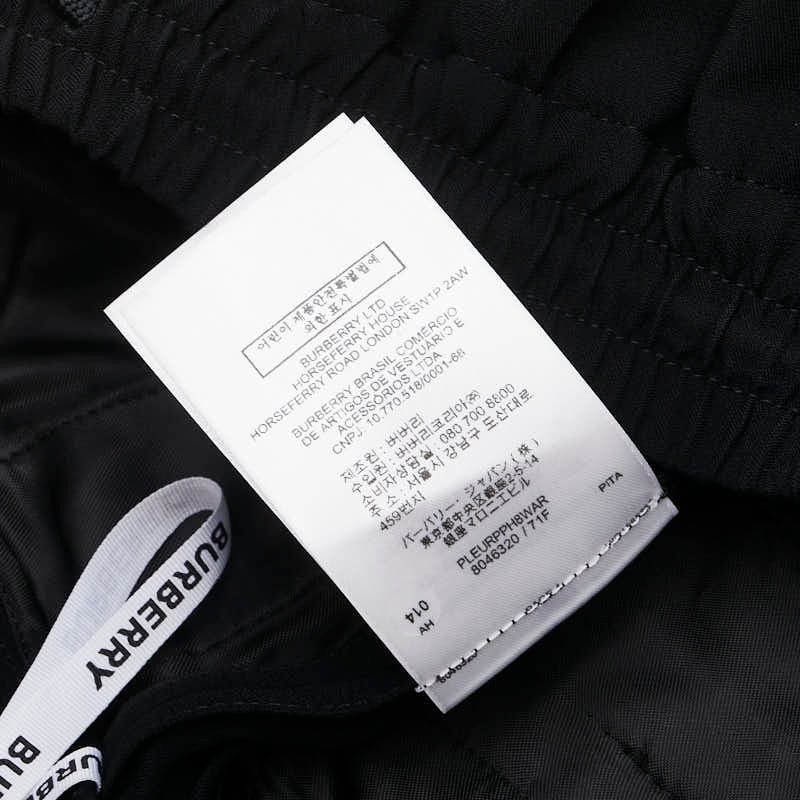 어린이 제품안전특별법에
의한 표시
BURBERRY LTD
HORSEFERRY HOUSE
HORSEFERRY ROAD LONDON SW1P 2AW
BURBERRY BRASIL COMÉRCIO
DE ARTIGOS DE VESTUÁRIO E
ACESSÓRIOS LTDA
CNPJ: 10.770.518/0001-68
제조원 : 버버리
수입원 : 버버리코리아㈜
소비자 상담실 : 080 700 8800
주 소 : 서울시 강남구 도산대로
459번지
バーバリー・ジャパン(株)
東京都中央区銀座2-5-14
銀座マロニエビル
PITA
PLEURPPH8WAR
8046320 / 71F
014
AH
BURBERRY
BURBERRY